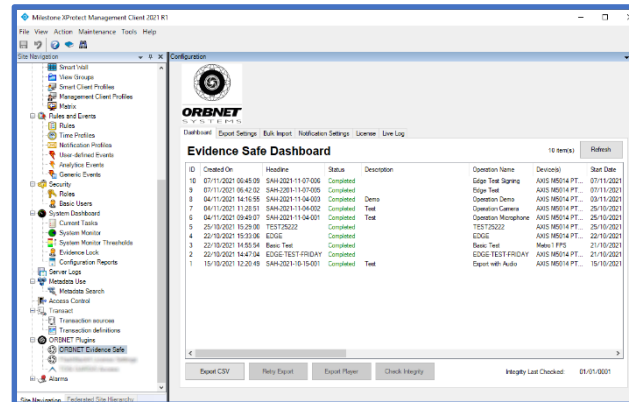 Milestone XProtect Management Client 2021 R1
File View Action Maintenance Tools Help
Site Navigation
Smart Wall
View Groups
Smart Client Profiles
Management Client Profiles
Matrix
Rules and Events
Rules
Time Profiles
Notification Profiles
User-defined Events
Analytics Events
Generic Events
Security
Roles
Basic Users
System Dashboard
Current Tasks
System Monitor
System Monitor Thresholds
Evidence Lock
Configuration Reports
Server Logs
Metadata Use
Metadata Search
Access Control
Transact
Transaction sources
Transaction definitions
ORBNET Plugins
ORBNET Evidence Safe
Alarms
Site Navigation Federated Site Hierarchy
Configuration
ORBNET
SYSTEMS
Dashboard Export Settings Bulk Import Notification Settings License Live Log
Evidence Safe Dashboard 10 item(s) Refresh
ID Created On Headline Status Description Operation Name Device(s) Start Date
10 07/11/2021 06:45:09 SAH-2021-11-07-006 Completed Edge Test Signing AXIS M5014 PT... 07/11/2021
9 07/11/2021 06:42:02 SAH-2201-11-07-005 Completed Edge Test AXIS M5014 PT... 07/11/2021
8 04/11/2021 14:16:55 SAH-2021-11-04-003 Completed Demo Operation Demo AXIS M5014 PT... 03/11/2021
7 04/11/2021 11:28:51 SAH-2021-11-04-002 Completed Test Operation Camera AXIS M5014 PT... 25/10/2021
6 04/11/2021 09:49:07 SAH-2021-11-04-001 Completed Test Operation Microphone AXIS M5014 PT... 25/10/2021
5 25/10/2021 15:29:00 TEST25222 Completed TEST25222 AXIS M5014 PT... 25/10/2021
4 22/10/2021 15:33:06 EDGE Completed EDGE AXIS M5014 PT... 22/10/2021
3 22/10/2021 14:55:54 Basic Test Completed Basic Test Matrix1 FPS 21/10/2021
2 22/10/2021 14:47:04 EDGE-TEST-FRIDAY Completed EDGE-TEST-FRIDAY AXIS M5014 PT... 21/10/2021
1 15/10/2021 12:20:49 SAH-2021-10-15-001 Completed Test Export with Audio AXIS M5014 PT... 15/10/2021
Export CSV Retry Export Export Player Check Integrity Integrity Last Checked: 01/01/0001